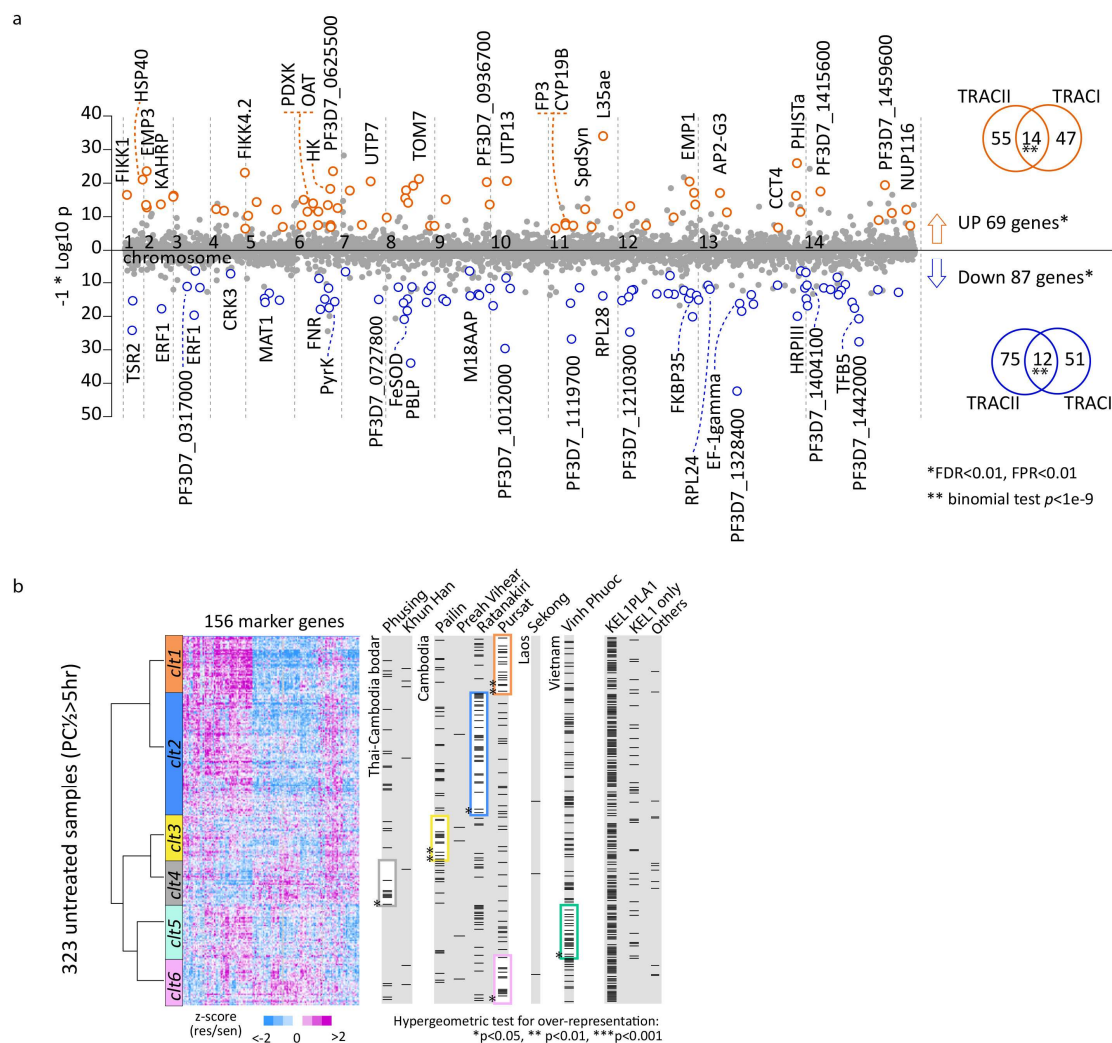 a
HSP40
EMP3
KAHRP
FIKK1
FIKK4.2
PDXK
OAT
HK
PF3D7_0625500
UTP7
TOM7
PF3D7_0936700
UTP13
FP3
CYP19B
SpdSyn
L35ae
EMP1
AP2-G3
CCT4
PHISTa
PF3D7_1415600
PF3D7_1459600
NUP116
-1 * Log10 p
40
30
20
10
0
10
20
30
40
50
1 2 3 4 5 6 7 8 9 10 11 12 13 14
chromosome
TSR2
ERF1
PF3D7_0317000
ERF1
CRK3
MAT1
FNR
PyrK
PF3D7_0727800
FeSOD
PBLP
M18AAP
PF3D7_1012000
PF3D7_1119700
RPL28
PF3D7_1210300
FKBP35
RPL24
EF-1gamma
PF3D7_1328400
HRPIII
PF3D7_1404100
TFB5
PF3D7_1442000
TRACII TRACI
55 14 47
**
UP 69 genes*
Down 87 genes*
75 12 51
**
TRACII TRACI
*FDR<0.01, FPR<0.01
** binomial test p<1e-9
b
323 untreated samples (PC½>5hr)
156 marker genes
clt1
clt2
clt3
clt4
clt5
clt6
Thai-Cambodia bodar
Phusing
Khun Han
Cambodia
Pailin
Preah Vihear
Ratanakiri
Pursat
Laos
Sekong
Vietnam
Vinh Phuoc
KEL1PLA1
KEL1 only
Others
**
*
**
*
*
*
z-score
(res/sen)
<-2 0 >2
Hypergeometric test for over-representation:
*p<0.05, ** p<0.01, ***p<0.001